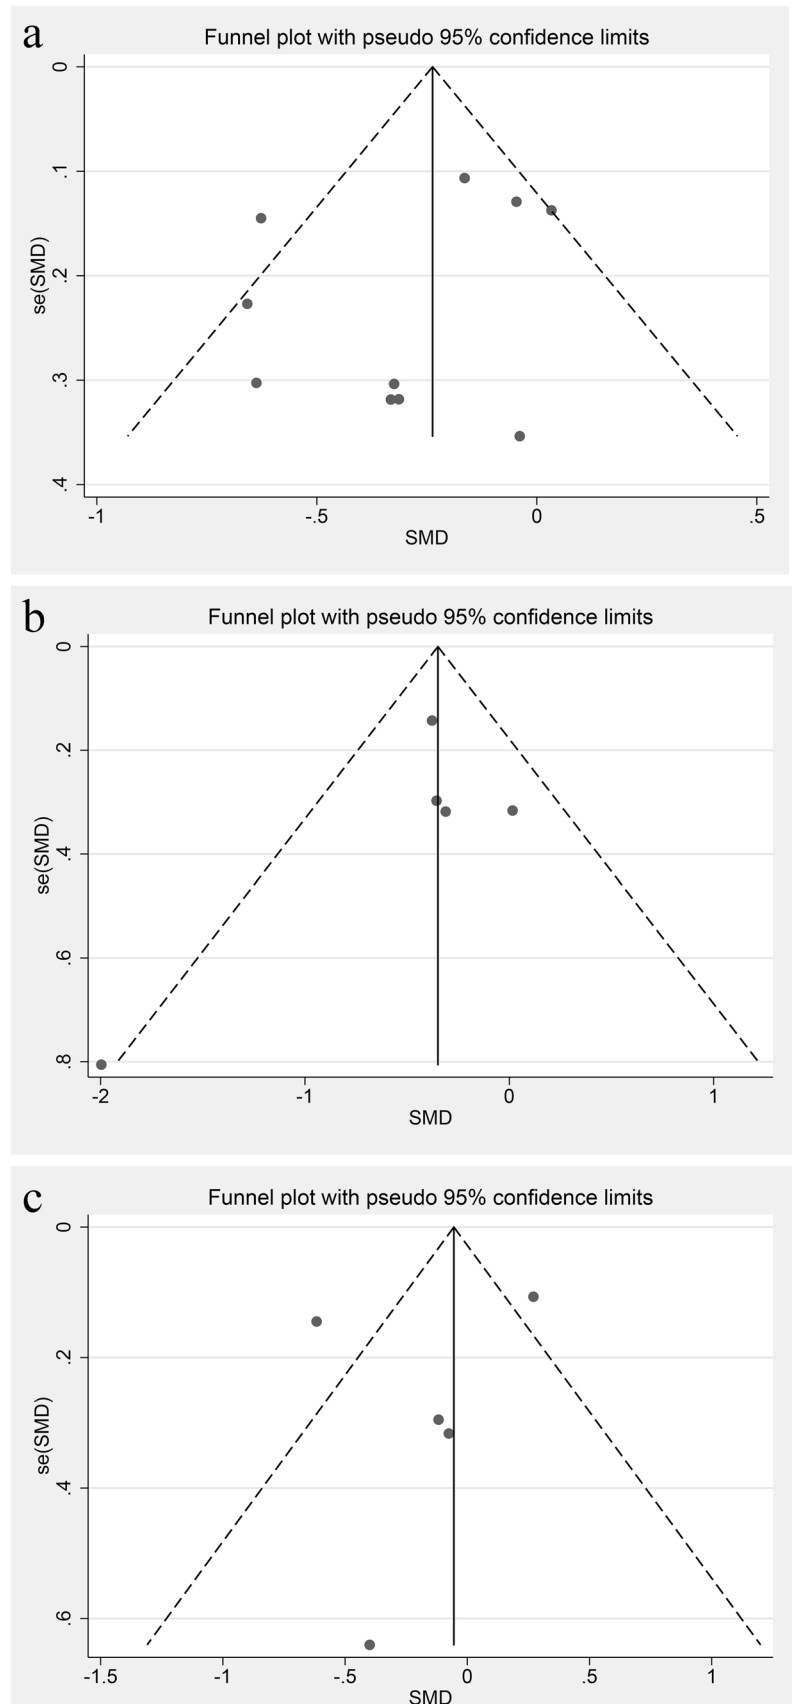 a
Funnel plot with pseudo 95% confidence limits
se(SMD)
0
.1
.2
.3
.4
-1 -.5 0 .5
SMD
b
Funnel plot with pseudo 95% confidence limits
se(SMD)
0
.2
.4
.6
.8
-2 -1 0 1
SMD
c
Funnel plot with pseudo 95% confidence limits
se(SMD)
0
.2
.4
.6
-1.5 -1 -.5 0 .5 1
SMD